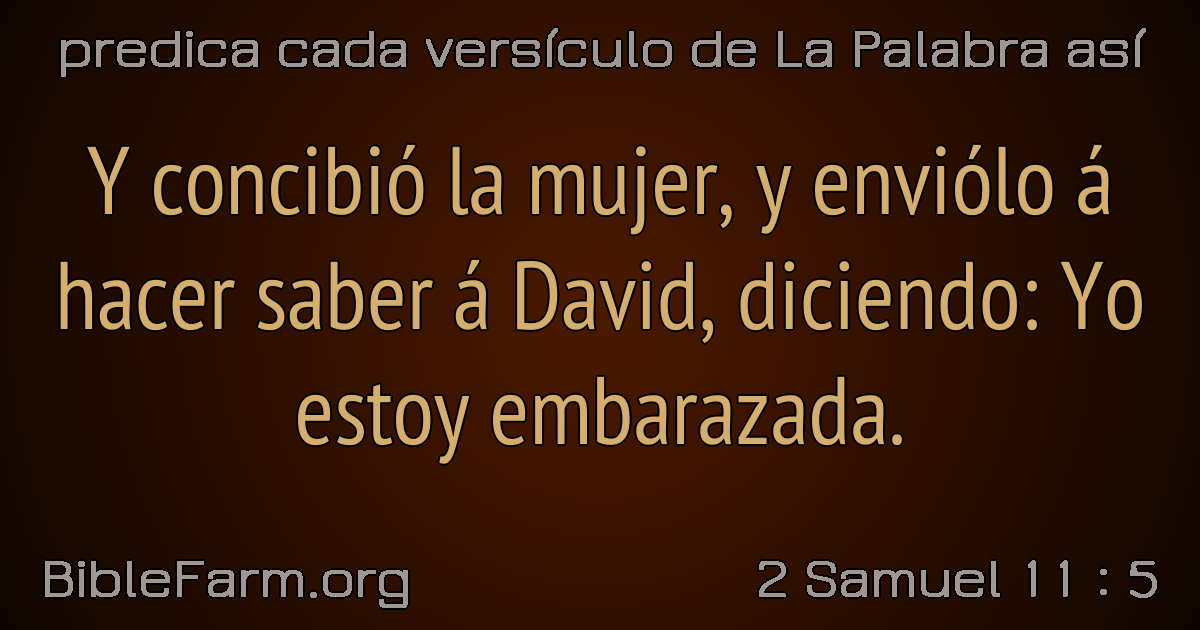 predica cada versículo de La Palabra así
Y concibió la mujer, y enviólo á
hacer saber á David, diciendo: Yo
estoy embarazada.
BibleFarm.org
2 Samuel 11 : 5